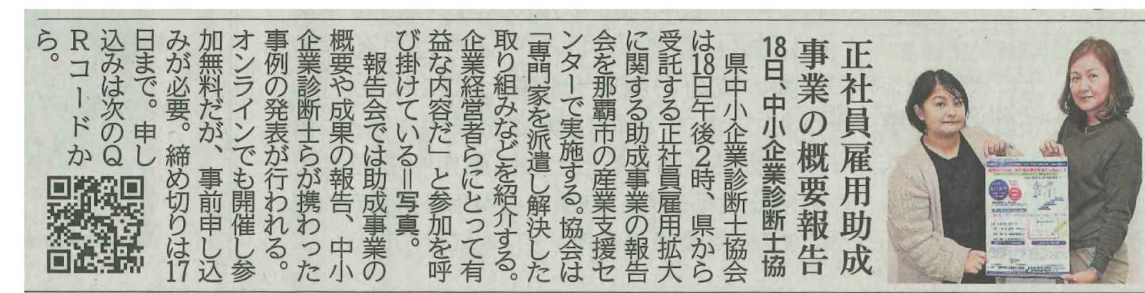 正社員雇用助成
事業の概要報告
18日、中小企業診断士協
県中小企業診断士協会
は18日午後2時、県から
受託する正社員雇用拡大
に関する助成事業の報告
会を那覇市の産業支援セ
ンターで実施する。協会は
「専門家を派遣し解決した
取り組みなどを紹介する。
企業経営者らにとって有
益な内容だ」と参加を呼
び掛けている＝写真。
報告会では助成事業の
概要や成果の報告、中小
企業診断士らが携わった
事例の発表が行われる。
オンラインでも開催し参
加無料だが、事前申し込
みが必要。締め切りは17
日まで。申し
込みは次のQ
Rコードか
ら。